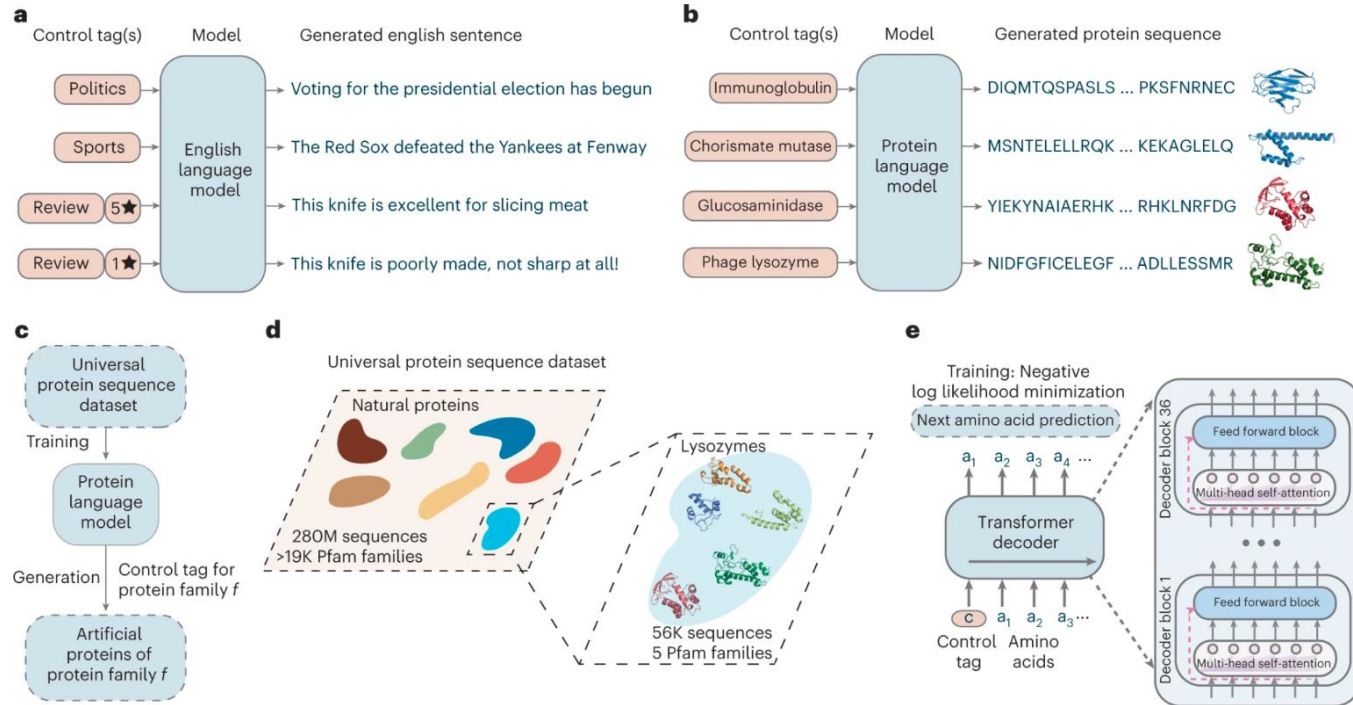 a
Control tag(s)
Model
Generated english sentence
Politics
Voting for the presidential election has begun
Sports
The Red Sox defeated the Yankees at Fenway
English
language
model
Review
5★
This knife is excellent for slicing meat
Review
1★
This knife is poorly made, not sharp at all!
b
Control tag(s)
Model
Generated protein sequence
Immunoglobulin
DIQMTQSPASLS ... PKSFNRNEC
Chorismate mutase
MSNTELELLRQK ... KEKAGLELQ
Protein
language
model
Glucosaminidase
YIEKYNAIAERHK ... RHKLNRFDG
Phage lysozyme
NIDFGFICELEGF ... ADLLESSMR
c
Universal
protein sequence
dataset
Training
Protein
language
model
Generation
Control tag for
protein family f
Artificial
proteins of
protein family f
d
Universal protein sequence dataset
Natural proteins
280M sequences
>19K Pfam families
Lysozymes
56K sequences
5 Pfam families
e
Training: Negative
log likelihood minimization
Next amino acid prediction
a1 a2 a3 a4 ...
Transformer
decoder
c a1 a2 a3 ...
Control
tag
Amino
acids
Decoder block 36
Feed forward block
Multi-head self-attention
Decoder block 1
Feed forward block
Multi-head self-attention